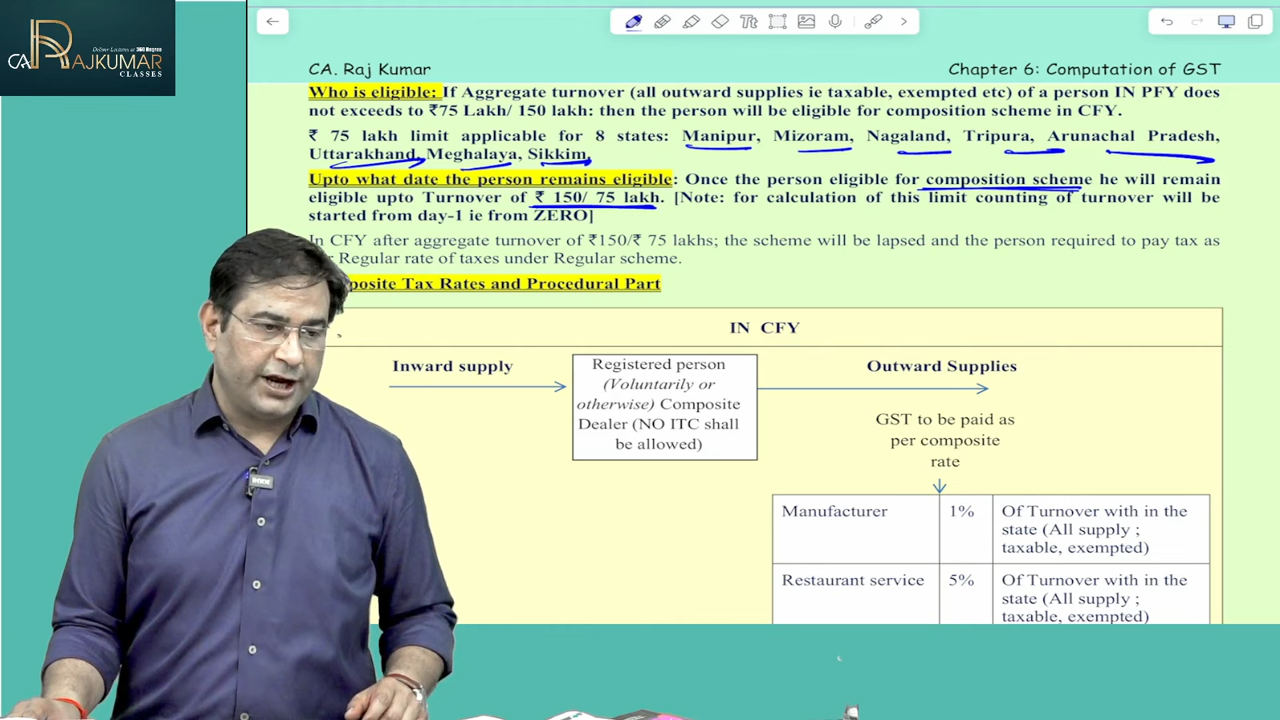 Deliver Lectures at 360 Degree
CA RAJKUMAR
CLASSES
Tt
CA. Raj Kumar
Chapter 6: Computation of GST
Who is eligible: If Aggregate turnover (all outward supplies ie taxable, exempted etc) of a person IN PFY does
not exceeds to ₹75 Lakh/ 150 lakh: then the person will be eligible for composition scheme in CFY.
₹ 75 lakh limit applicable for 8 states: Manipur, Mizoram, Nagaland, Tripura, Arunachal Pradesh,
Uttarakhand, Meghalaya, Sikkim,
Upto what date the person remains eligible: Once the person eligible for composition scheme he will remain
eligible upto Turnover of ₹ 150/ 75 lakh. [Note: for calculation of this limit counting of turnover will be
started from day-1 ie from ZERO]
In CFY after aggregate turnover of ₹150/₹ 75 lakhs; the scheme will be lapsed and the person required to pay tax as
Regular rate of taxes under Regular scheme.
posite Tax Rates and Procedural Part
IN CFY
Inward supply
Registered person
(Voluntarily or
otherwise) Composite
Dealer (NO ITC shall
be allowed)
Outward Supplies
GST to be paid as
per composite
rate
Manufacturer
1%
Of Turnover with in the
state (All supply ;
taxable, exempted)
Restaurant service
5%
Of Turnover with in the
state (All supply ;
taxable, exempted)